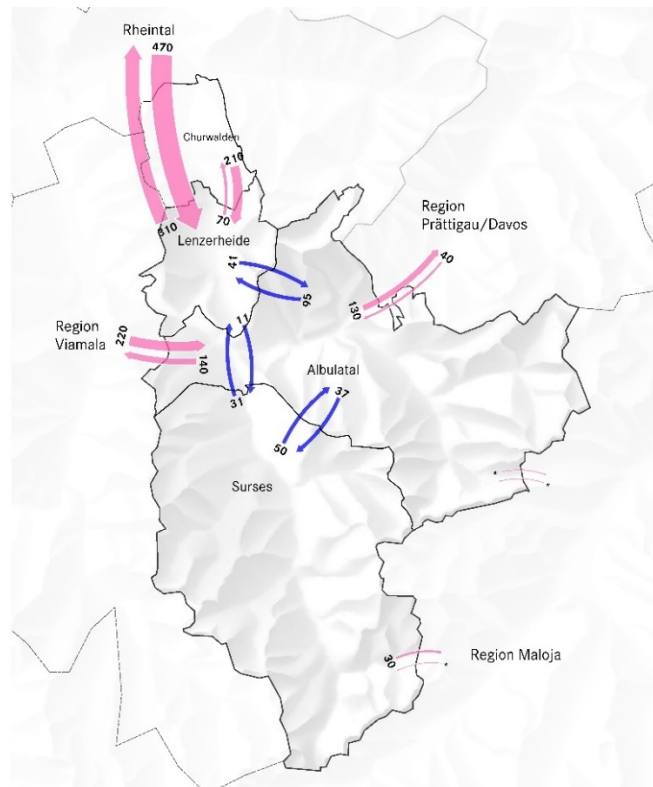 Rheintal
470
Churwalden
210
70
310
Lenzerheide
Region
Prättigau/Davos
40
41
95
130
Region
Viamala
220
140
11
31
Albulatal
37
50
Surses
*
*
Region Maloja
30
*